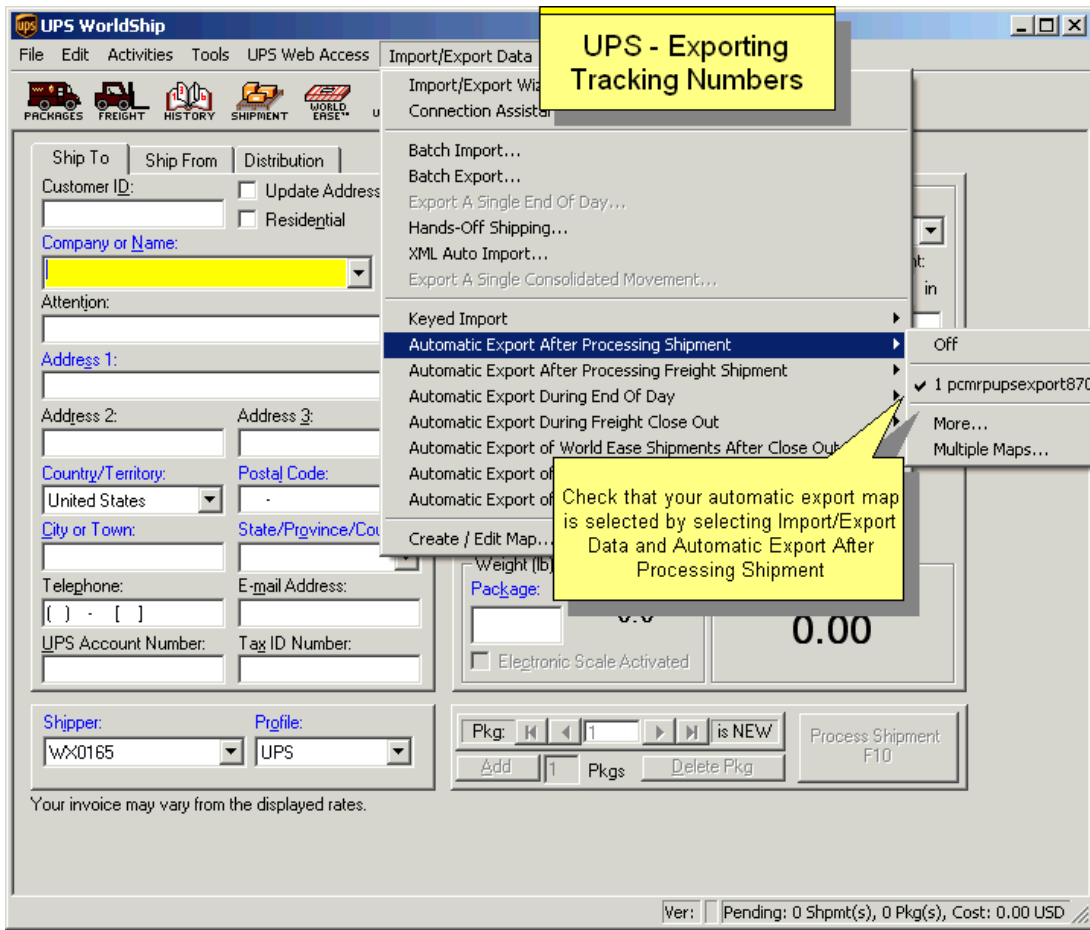 UPS WorldShip
UPS - Exporting
Tracking Numbers
File Edit Activities Tools UPS Web Access Import/Export Data
PACKAGES FREIGHT HISTORY SHIPMENT WORLD EASE™
Import/Export
Connection
Batch Import...
Batch Export...
Export A Single End Of Day...
Hands-Off Shipping...
XML Auto Import...
Export A Single Consolidated Movement...
Keyed Import
Automatic Export After Processing Shipment
Automatic Export After Processing Freight Shipment
Automatic Export During End Of Day
Automatic Export During Freight Close Out
Automatic Export of World Ease Shipments After Close Out
Automatic Export of
Automatic Export of
Create / Edit Map...
Off
1 pcmrpupsexport870
More...
Multiple Maps...
Check that your automatic export map
is selected by selecting Import/Export
Data and Automatic Export After
Processing Shipment
Ship To Ship From Distribution
Customer ID:
Update Address
Residential
Company or Name:
Attention:
Address 1:
Address 2: Address 3:
Country/Territory: Postal Code:
United States -
City or Town: State/Province/Cou
Telephone: E-mail Address:
( ) - [ ]
UPS Account Number: Tax ID Number:
in
Weight (lb)
Package:
0.00
Electronic Scale Activated
Shipper: Profile:
WX0165 UPS
Pkg: 1 is NEW
Add 1 Pkgs Delete Pkg
Process Shipment
F10
Your invoice may vary from the displayed rates.
Ver: Pending: 0 Shpmt(s), 0 Pkg(s), Cost: 0.00 USD